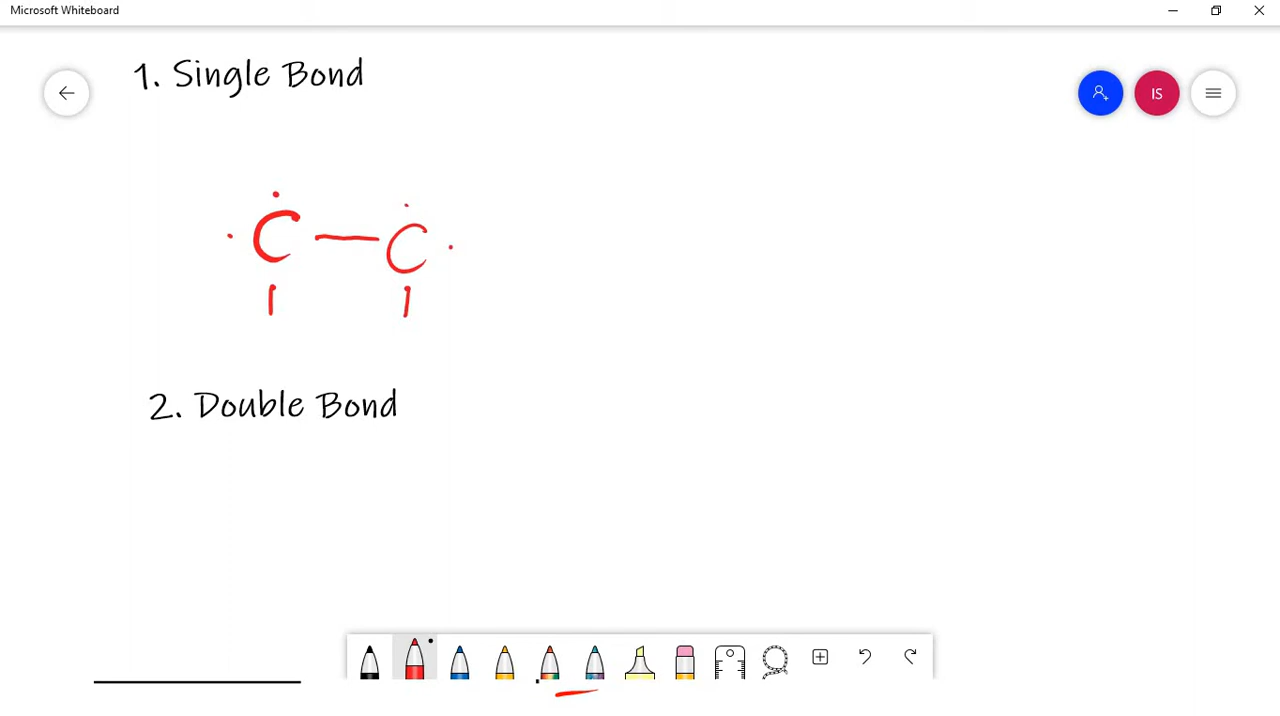 Microsoft Whiteboard
1. Single Bond
IS
C — C
2. Double Bond